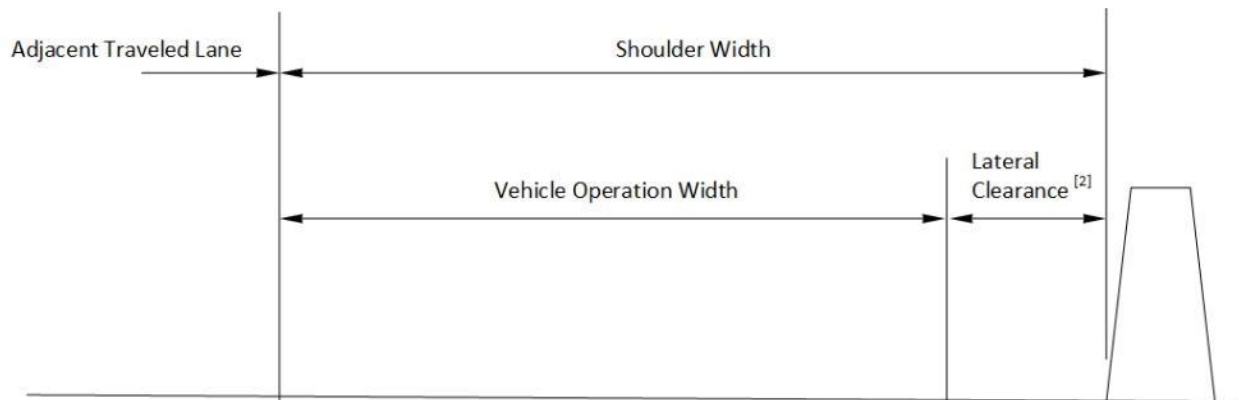 Adjacent Traveled Lane
Shoulder Width
Vehicle Operation Width
Lateral
Clearance [2]